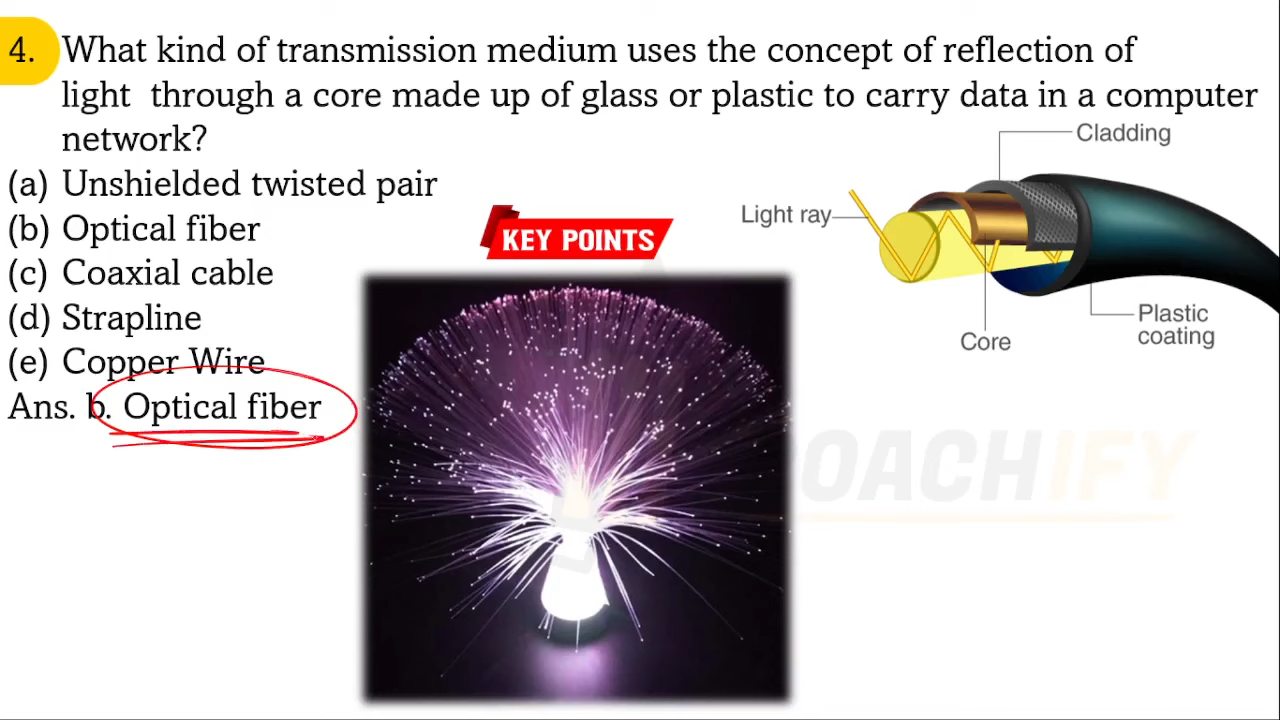 4. What kind of transmission medium uses the concept of reflection of
light through a core made up of glass or plastic to carry data in a computer
network?
(a) Unshielded twisted pair
(b) Optical fiber
(c) Coaxial cable
(d) Strapline
(e) Copper Wire
Ans. b. Optical fiber
KEY POINTS
Cladding
Light ray
Core
Plastic
coating
OACHIFY